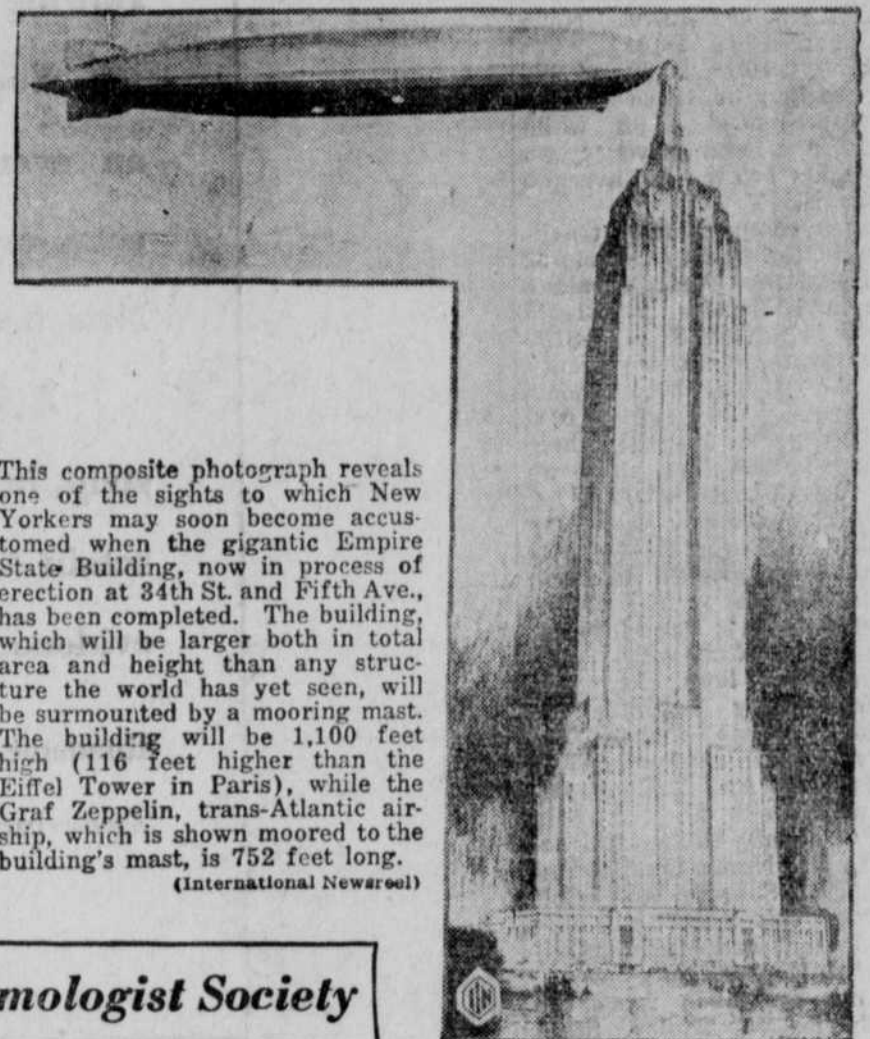 This composite photograph reveals
one of the sights to which New
Yorkers may soon become accus-
tomed when the gigantic Empire
State Building, now in process of
erection at 34th St. and Fifth Ave.,
has been completed. The building,
which will be larger both in total
area and height than any struc-
ture the world has yet seen, will
be surmounted by a mooring mast.
The building will be 1,100 feet
high (116 feet higher than the
Eiffel Tower in Paris), while the
Graf Zeppelin, trans-Atlantic air-
ship, which is shown moored to the
building's mast, is 752 feet long.
(International Newsreel)
mologist Society